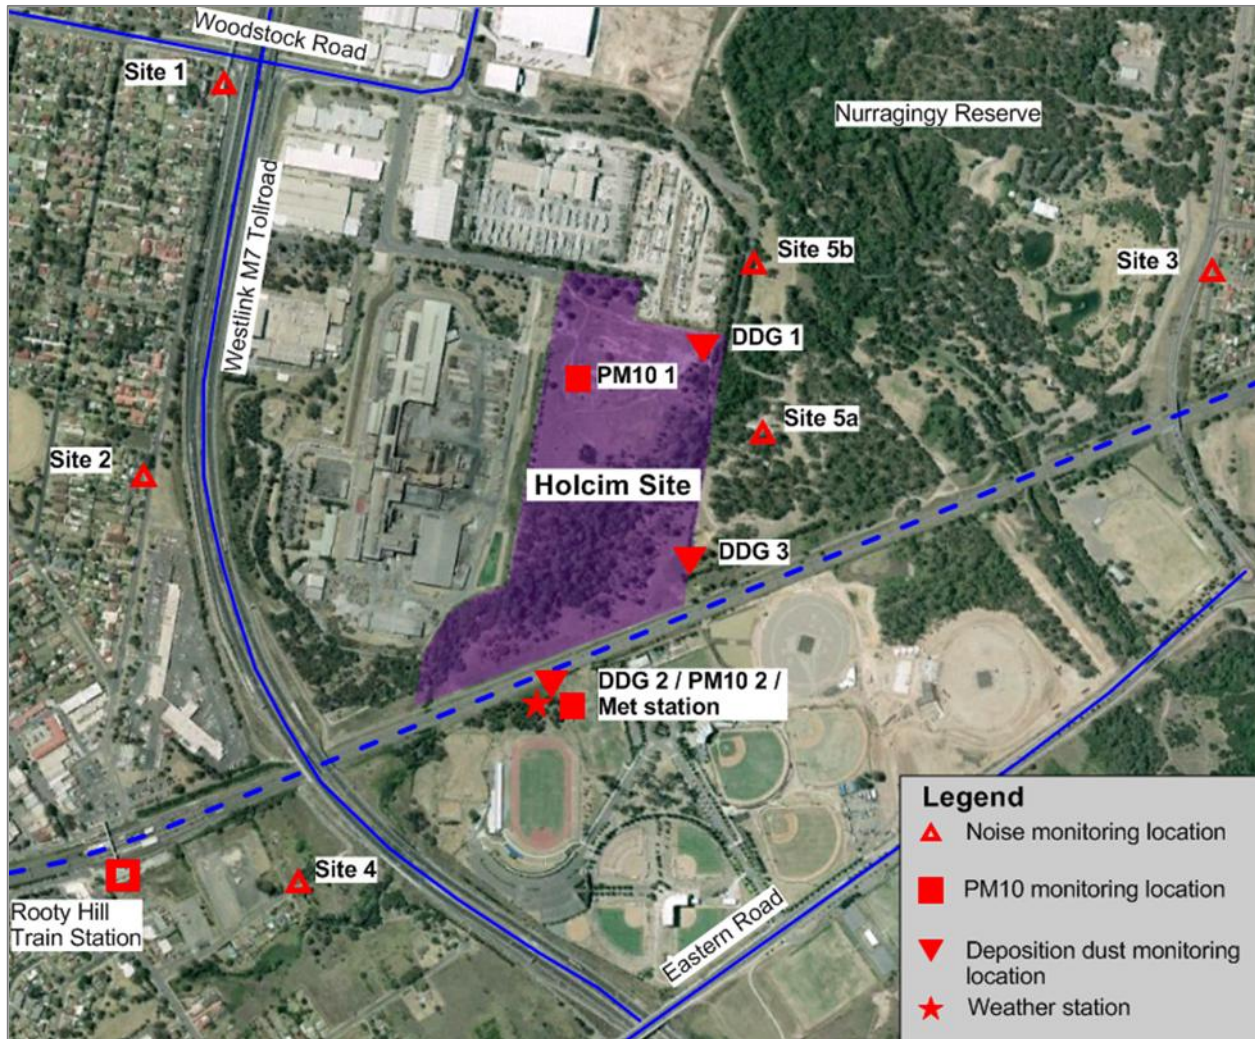 Woodstock Road
Site 1
Nurragingy Reserve
Westlink M7 Tollroad
Site 5b
Site 3
DDG 1
PM10 1
Site 5a
Site 2
Holcim Site
DDG 3
DDG 2 / PM10 2 /
Met station
Site 4
Rooty Hill
Train Station
Eastern Road
Legend
Noise monitoring location
PM10 monitoring location
Deposition dust monitoring
location
Weather station